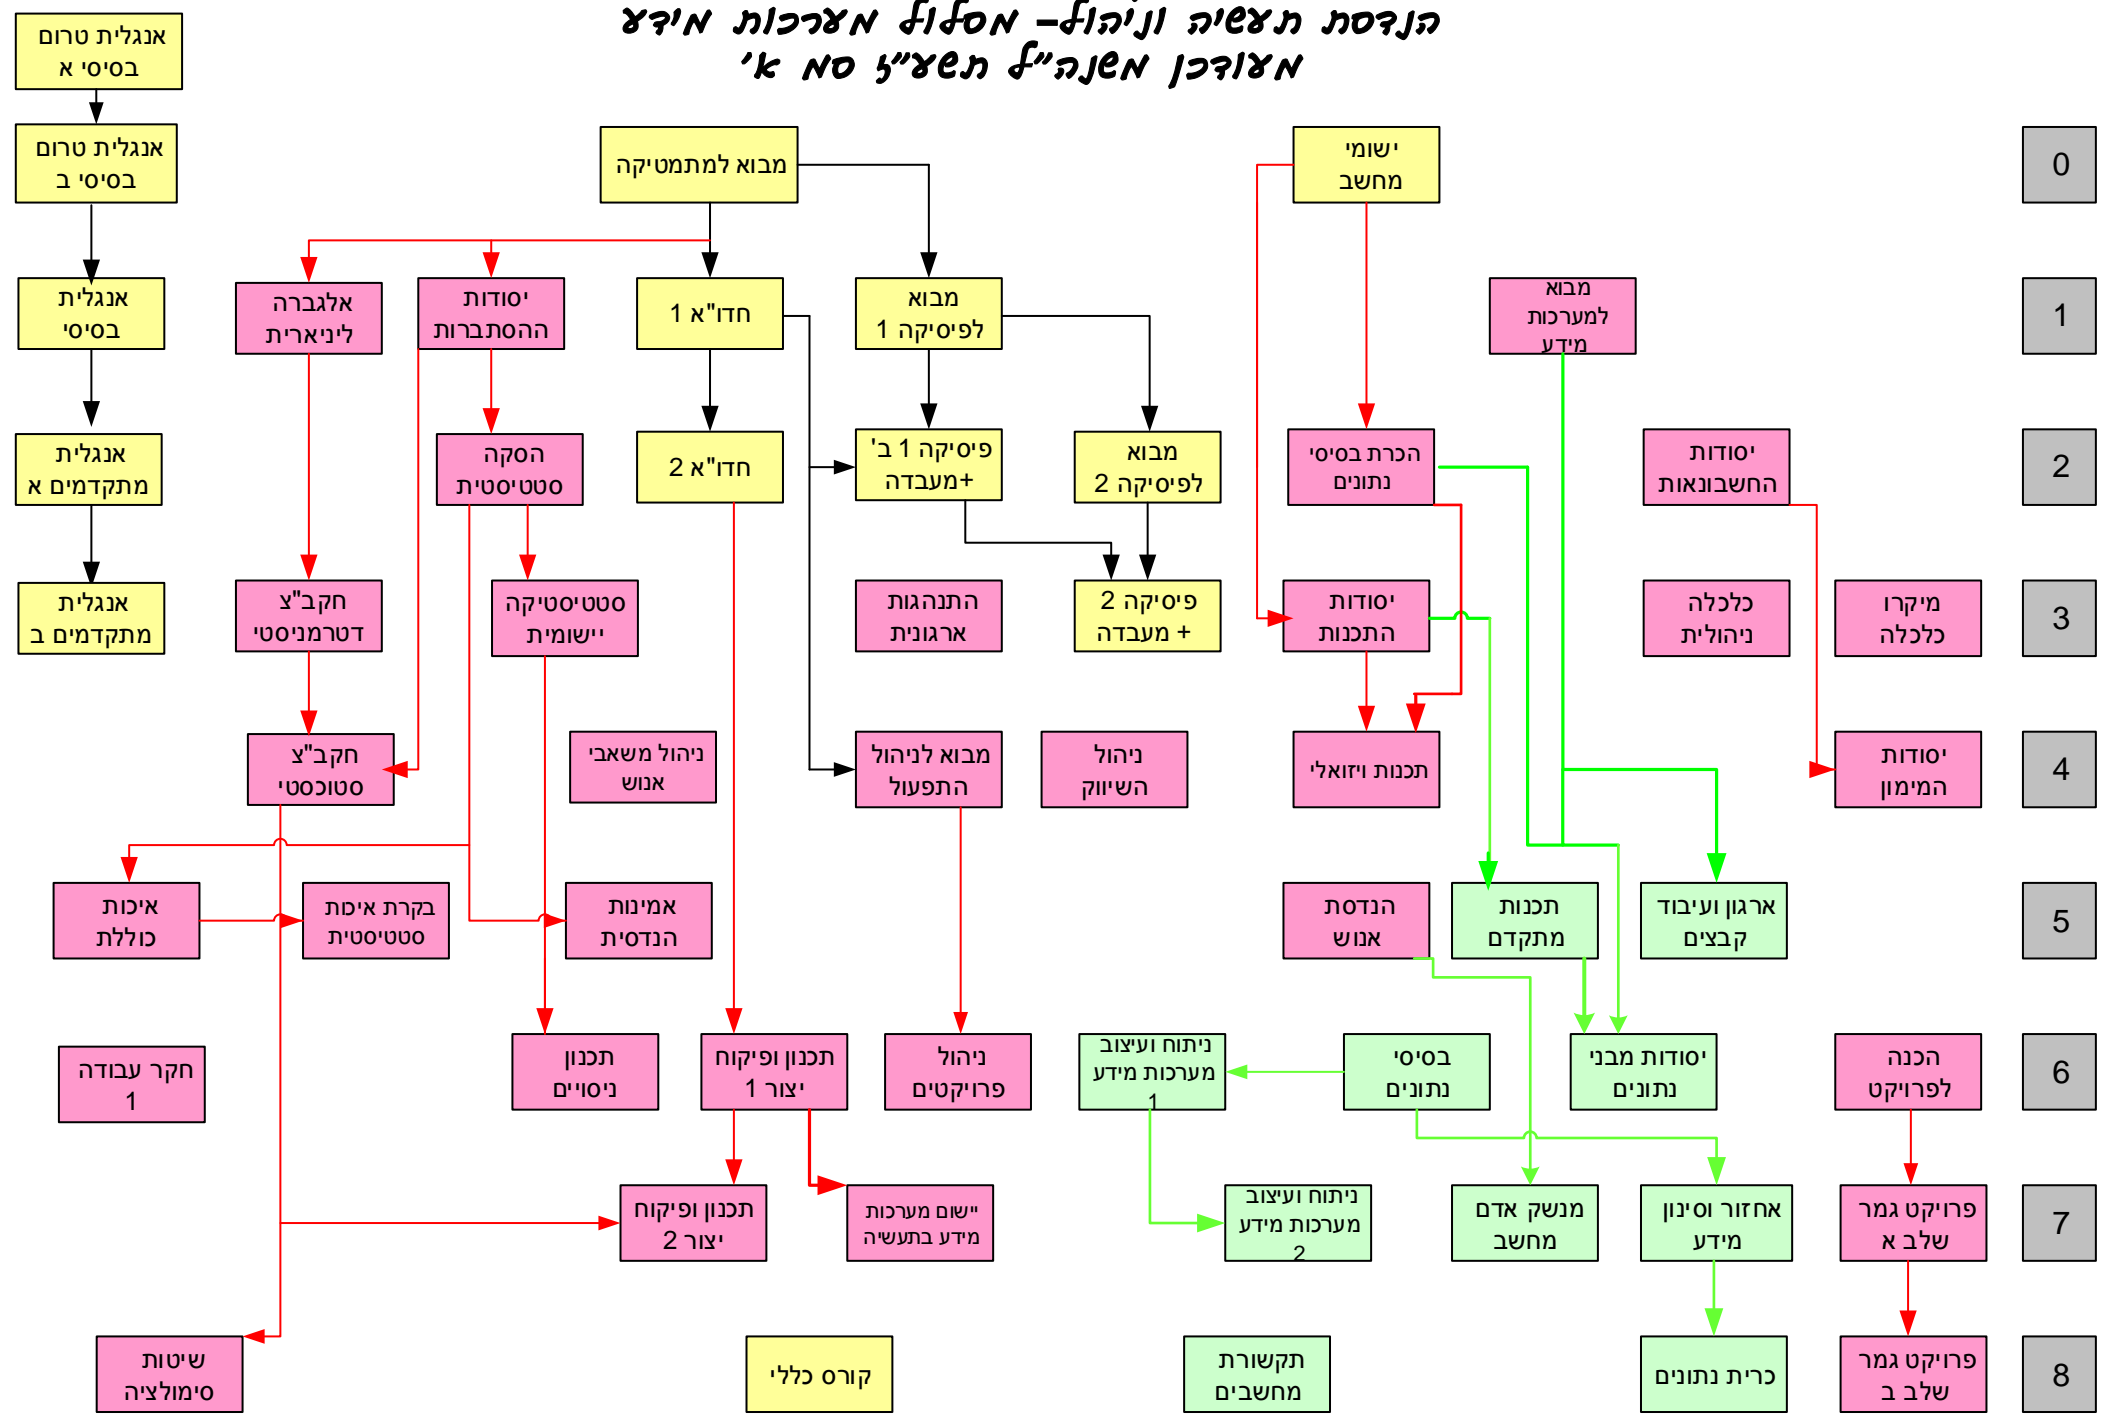 הנדסת תעשיה וניהול– מסלול מערכות מידע
מעודכן משנה"ל תשע"ז סמ א'
אנגלית טרום
בסיסי א
אנגלית טרום
בסיסי ב
מבוא למתמטיקה
ישומי
מחשב
0
אנגלית
בסיסי
אלגברה
ליניארית
יסודות
ההסתברות
חדו"א 1
מבוא
לפיסיקה 1
מבוא
למערכות
מידע
1
אנגלית
מתקדמים א
הסקה
סטטיסטית
חדו"א 2
פיסיקה 1 ב'
+מעבדה
מבוא
לפיסיקה 2
הכרת בסיסי
נתונים
יסודות
החשבונאות
2
אנגלית
מתקדמים ב
חקב"צ
דטרמניסטי
סטטיסטיקה
יישומית
התנהגות
ארגונית
פיסיקה 2
+ מעבדה
יסודות
התכנות
כלכלה
ניהולית
מיקרו
כלכלה
3
חקב"צ
סטוכסטי
ניהול משאבי
אנוש
מבוא לניהול
התפעול
ניהול
השיווק
תכנות ויזואלי
יסודות
המימון
4
איכות
כוללת
בקרת איכות
סטטיסטית
אמינות
הנדסית
הנדסת
אנוש
תכנות
מתקדם
ארגון ועיבוד
קבצים
5
חקר עבודה
1
תכנון
ניסויים
תכנון ופיקוח
יצור 1
ניהול
פרויקטים
ניתוח ועיצוב
מערכות מידע
1
בסיסי
נתונים
יסודות מבני
נתונים
הכנה
לפרויקט
6
תכנון ופיקוח
יצור 2
יישום מערכות
מידע בתעשיה
ניתוח ועיצוב
מערכות מידע
2
מנשק אדם
מחשב
אחזור וסינון
מידע
פרויקט גמר
שלב א
7
שיטות
סימולציה
קורס כללי
תקשורת
מחשבים
כרית נתונים
פרויקט גמר
שלב ב
8